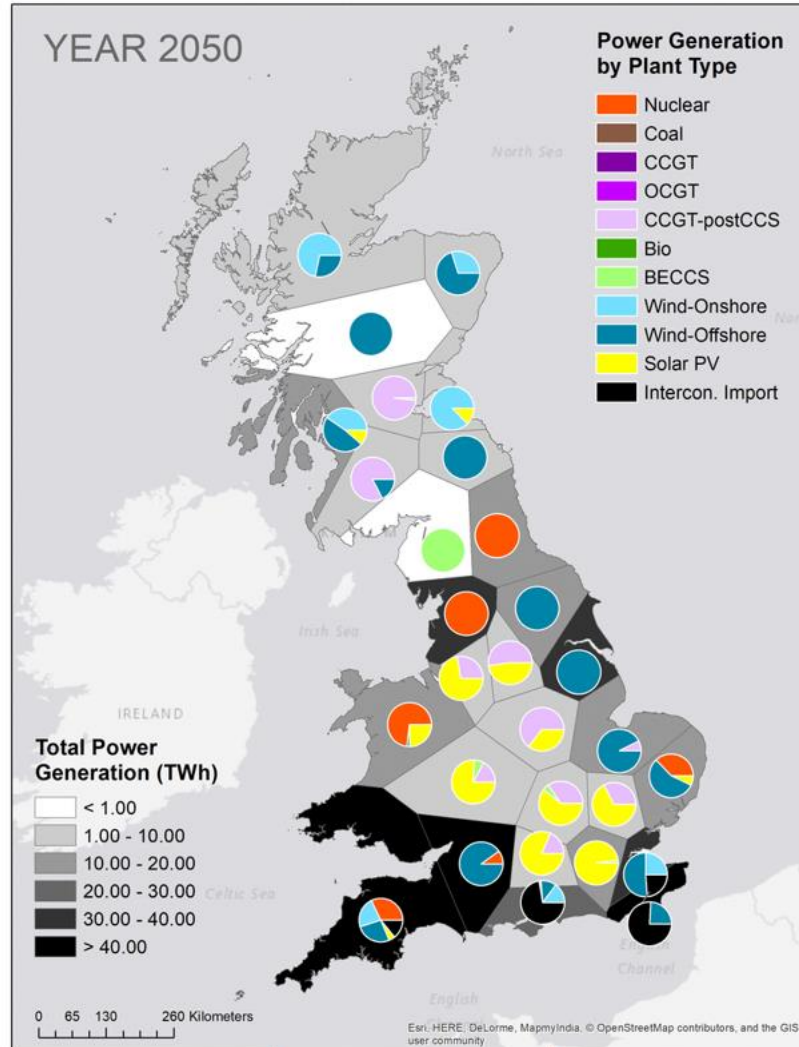 YEAR 2050
Power Generation
by Plant Type
Nuclear
Coal
CCGT
OCGT
CCGT-postCCS
Bio
BECCS
Wind-Onshore
Wind-Offshore
Solar PV
Intercon. Import
North Sea
Irish Sea
IRELAND
Total Power
Generation (TWh)
< 1.00
1.00 - 10.00
10.00 - 20.00
20.00 - 30.00
30.00 - 40.00
> 40.00
Celtic Sea
English
Channel
English
0 65 130 260 Kilometers
Esri, HERE, DeLorme, MapmyIndia, © OpenStreetMap contributors, and the GIS
user community